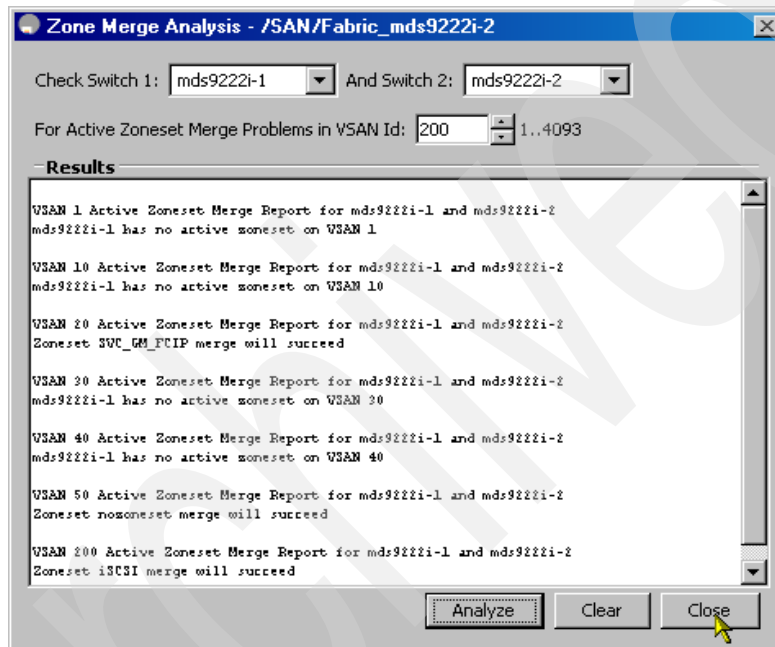 Zone Merge Analysis - /SAN/Fabric_mds9222i-2
Check Switch 1: mds9222i-1 And Switch 2: mds9222i-2
For Active Zoneset Merge Problems in VSAN Id: 200 1..4093
Results
VSAN 1 Active Zoneset Merge Report for mds9222i-1 and mds9222i-2
mds9222i-1 has no active zoneset on VSAN 1
VSAN 10 Active Zoneset Merge Report for mds9222i-1 and mds9222i-2
mds9222i-1 has no active zoneset on VSAN 10
VSAN 20 Active Zoneset Merge Report for mds9222i-1 and mds9222i-2
Zoneset SVC_GM_FCIP merge will succeed
VSAN 30 Active Zoneset Merge Report for mds9222i-1 and mds9222i-2
mds9222i-1 has no active zoneset on VSAN 30
VSAN 40 Active Zoneset Merge Report for mds9222i-1 and mds9222i-2
mds9222i-1 has no active zoneset on VSAN 40
VSAN 50 Active Zoneset Merge Report for mds9222i-1 and mds9222i-2
Zoneset nozoneset merge will succeed
VSAN 200 Active Zoneset Merge Report for mds9222i-1 and mds9222i-2
Zoneset iSCSI merge will succeed
Analyze Clear Close